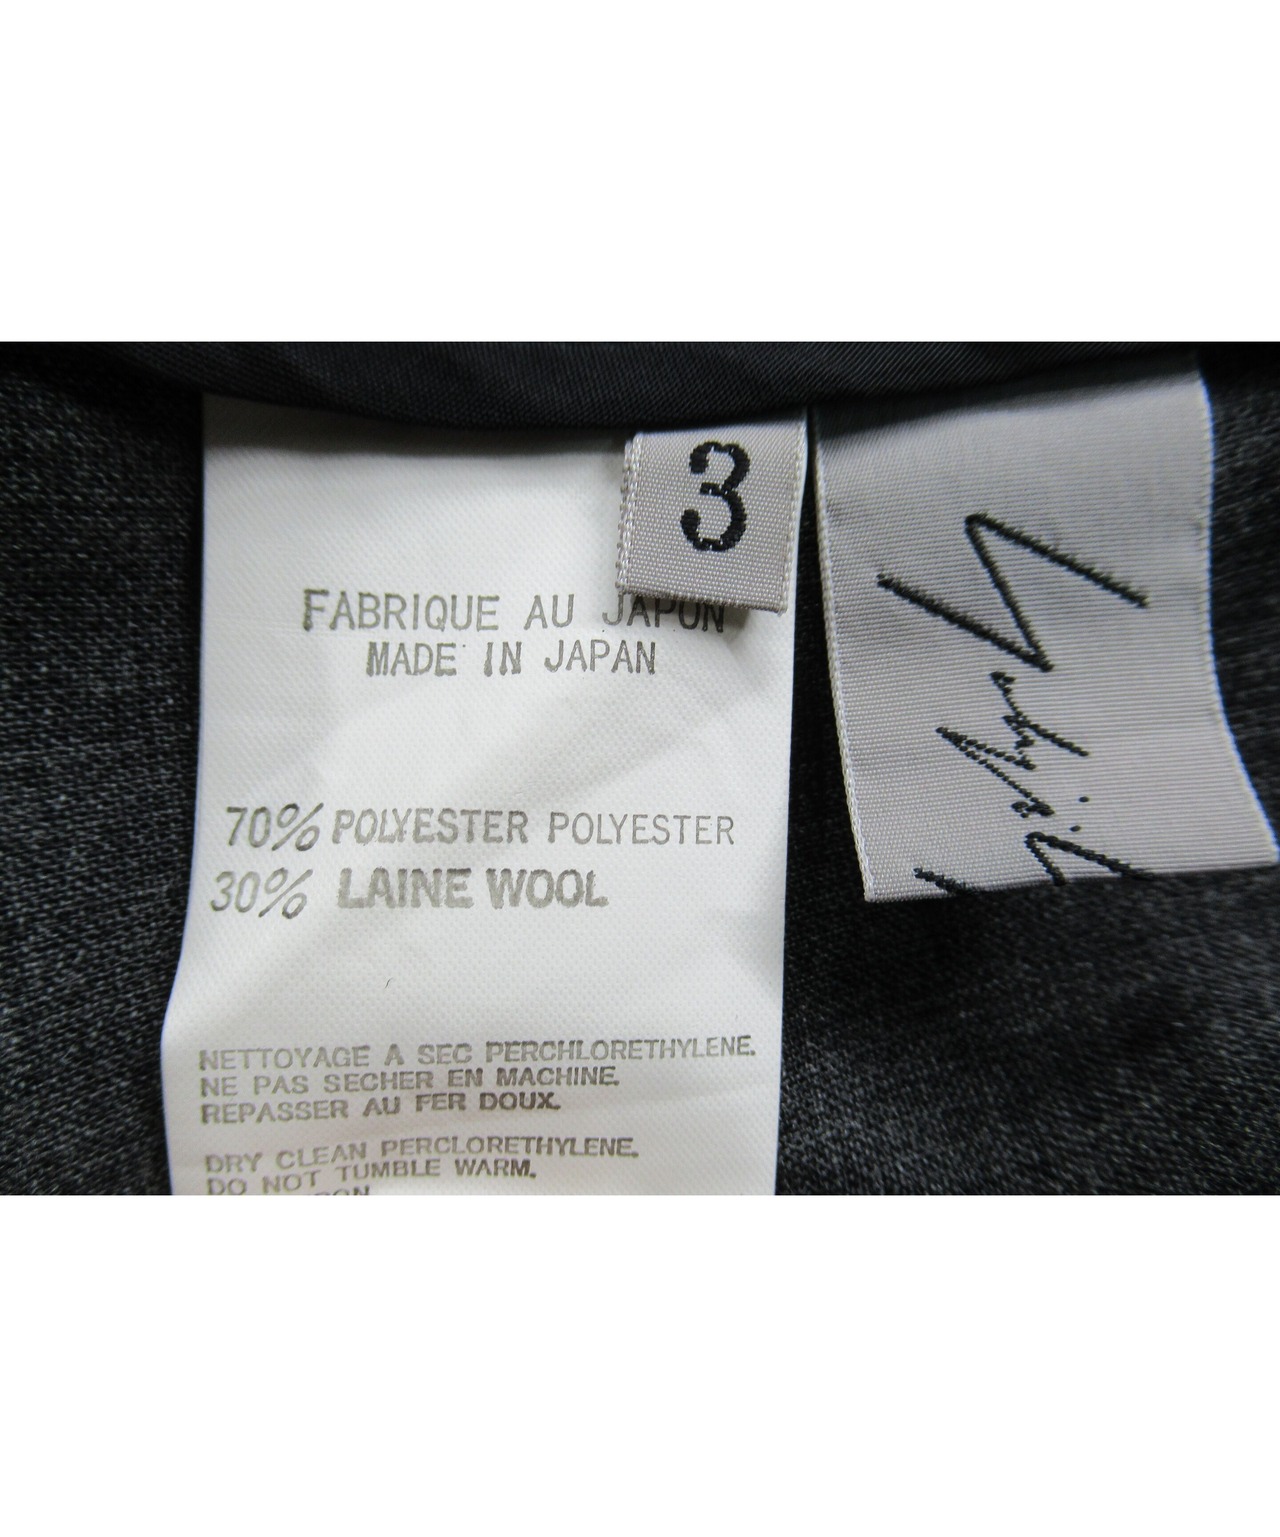 3
FABRIQUE AU JAPON
MADE IN JAPAN
70% POLYESTER POLYESTER
30% LAINE WOOL
NETTOYAGE A SEC PERCHLORETHYLENE.
NE PAS SECHER EN MACHINE.
REPASSER AU FER DOUX.
DRY CLEAN PERCLORETHYLENE.
DO NOT TUMBLE WARM.